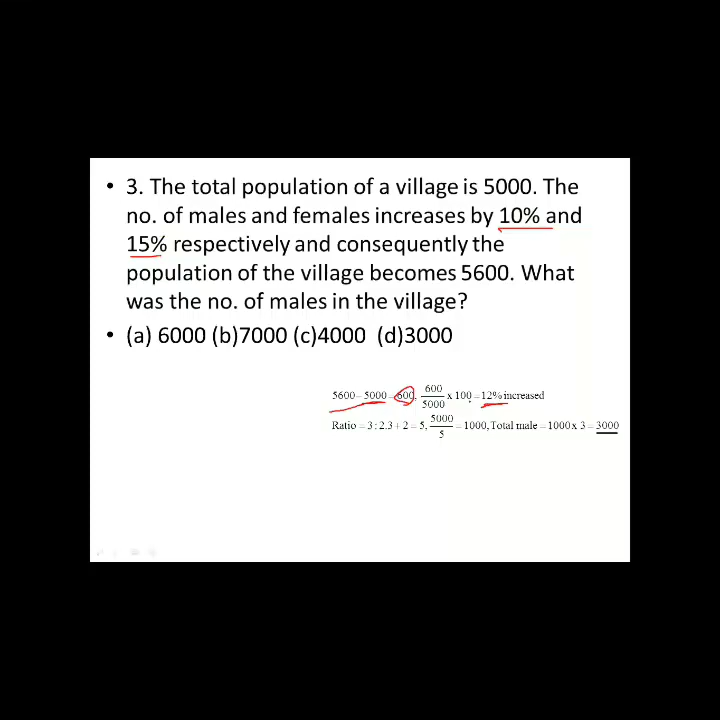 • 3. The total population of a village is 5000. The
no. of males and females increases by 10% and
15% respectively and consequently the
population of the village becomes 5600. What
was the no. of males in the village?
• (a) 6000 (b)7000 (c)4000 (d)3000
5600 – 5000 = 600, 600/5000 x 100 = 12% increased
Ratio = 3 : 2.3 + 2 = 5, 5000/5 = 1000, Total male = 1000 x 3 = 3000